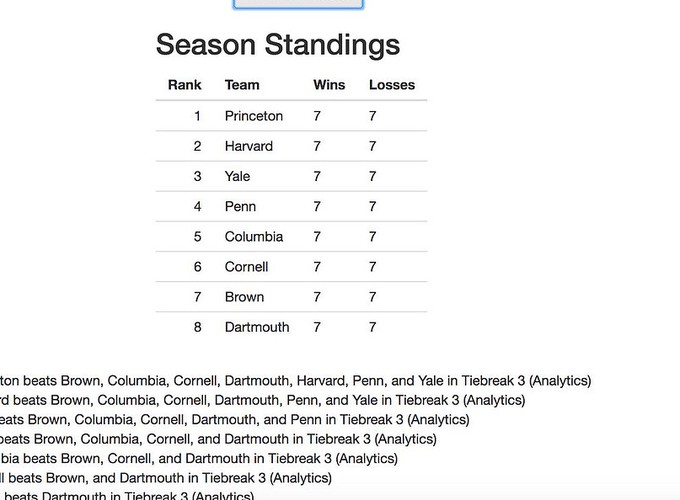 Season Standings
Rank Team Wins Losses
1 Princeton 7 7
2 Harvard 7 7
3 Yale 7 7
4 Penn 7 7
5 Columbia 7 7
6 Cornell 7 7
7 Brown 7 7
8 Dartmouth 7 7
ton beats Brown, Columbia, Cornell, Dartmouth, Harvard, Penn, and Yale in Tiebreak 3 (Analytics)
rd beats Brown, Columbia, Cornell, Dartmouth, Penn, and Yale in Tiebreak 3 (Analytics)
eats Brown, Columbia, Cornell, Dartmouth, and Penn in Tiebreak 3 (Analytics)
beats Brown, Columbia, Cornell, and Dartmouth in Tiebreak 3 (Analytics)
bia beats Brown, Cornell, and Dartmouth in Tiebreak 3 (Analytics)
ll beats Brown, and Dartmouth in Tiebreak 3 (Analytics)
beats Dartmouth in Tiebreak 3 (Analytics)